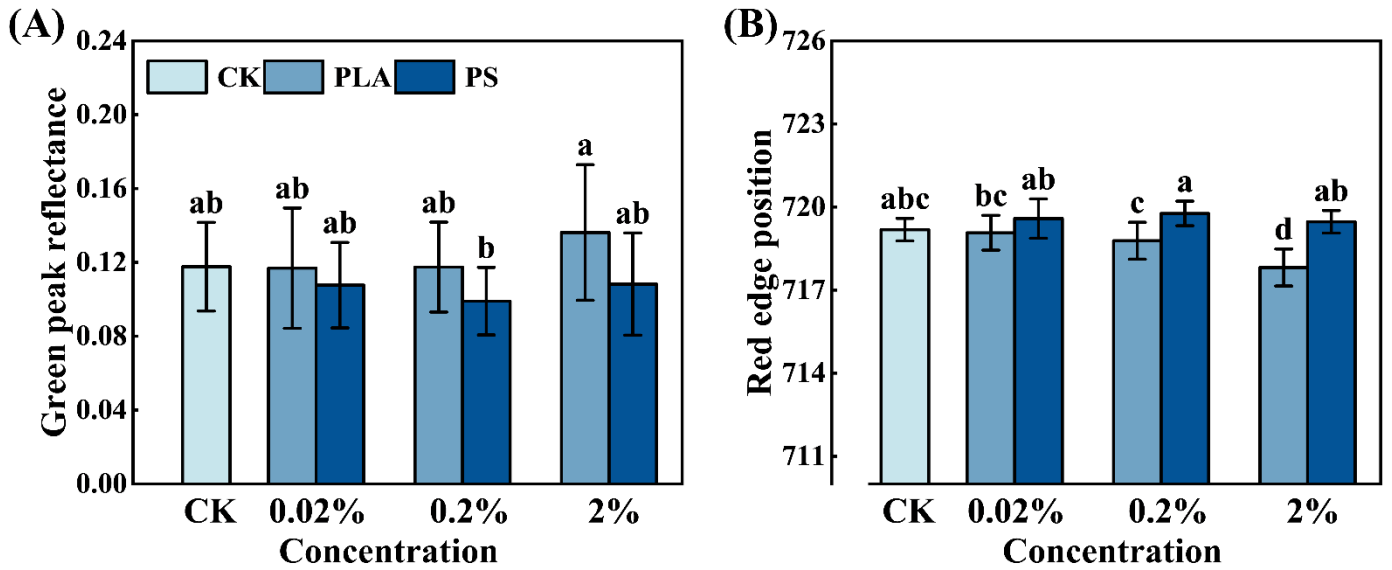 (A)
Green peak reflectance
0.24
0.20
0.16
0.12
0.08
0.04
0.00
CK PLA PS
ab ab ab ab b a ab
CK 0.02% 0.2% 2%
Concentration
(B)
Red edge position
726
723
720
717
714
711
abc bc ab c a d ab
CK 0.02% 0.2% 2%
Concentration